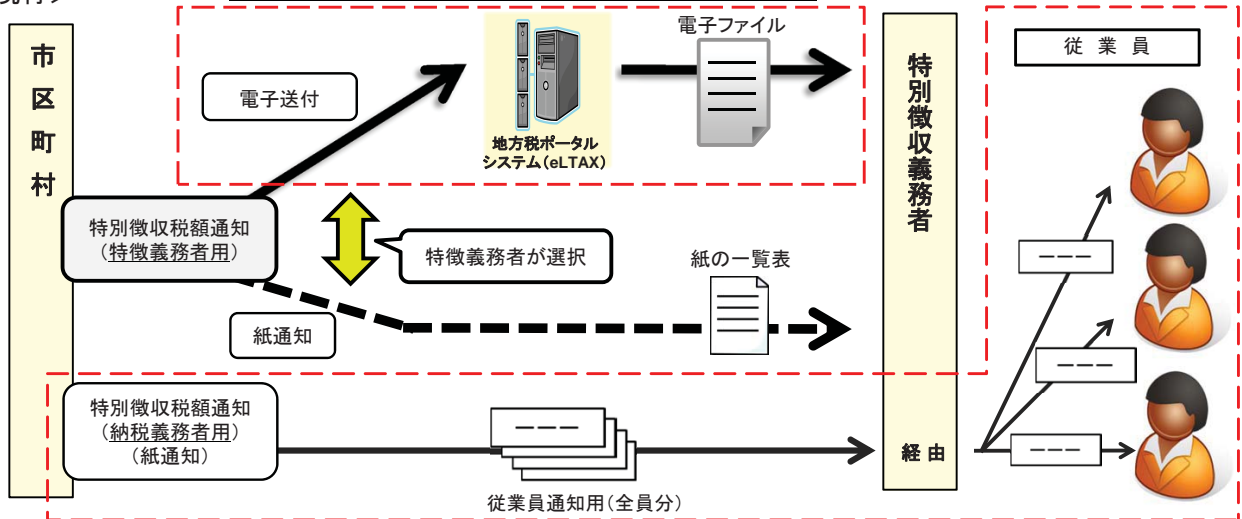 市
区
町
村
電子送付
地方税ポータル
システム(eLTAX)
電子ファイル
特別徴収義務者
従 業 員
特別徴収税額通知
(特徴義務者用)
特徴義務者が選択
紙の一覧表
紙通知
特別徴収税額通知
(納税義務者用)
(紙通知)
従業員通知用(全員分)
経 由